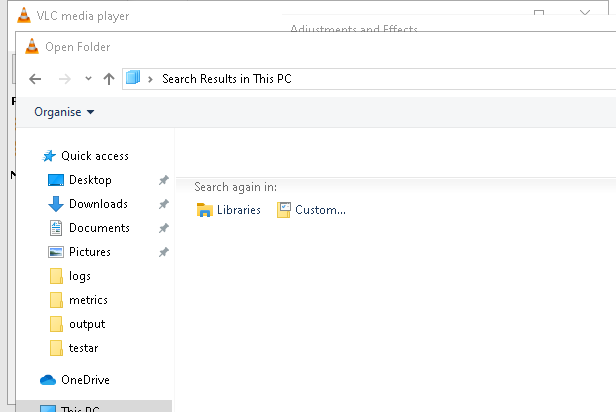 VLC media player
Adjustments and Effects
Open Folder
Search Results in This PC
Organise
Quick access
Desktop
Downloads
Documents
Pictures
logs
metrics
output
testar
OneDrive
This PC
Search again in:
Libraries
Custom...